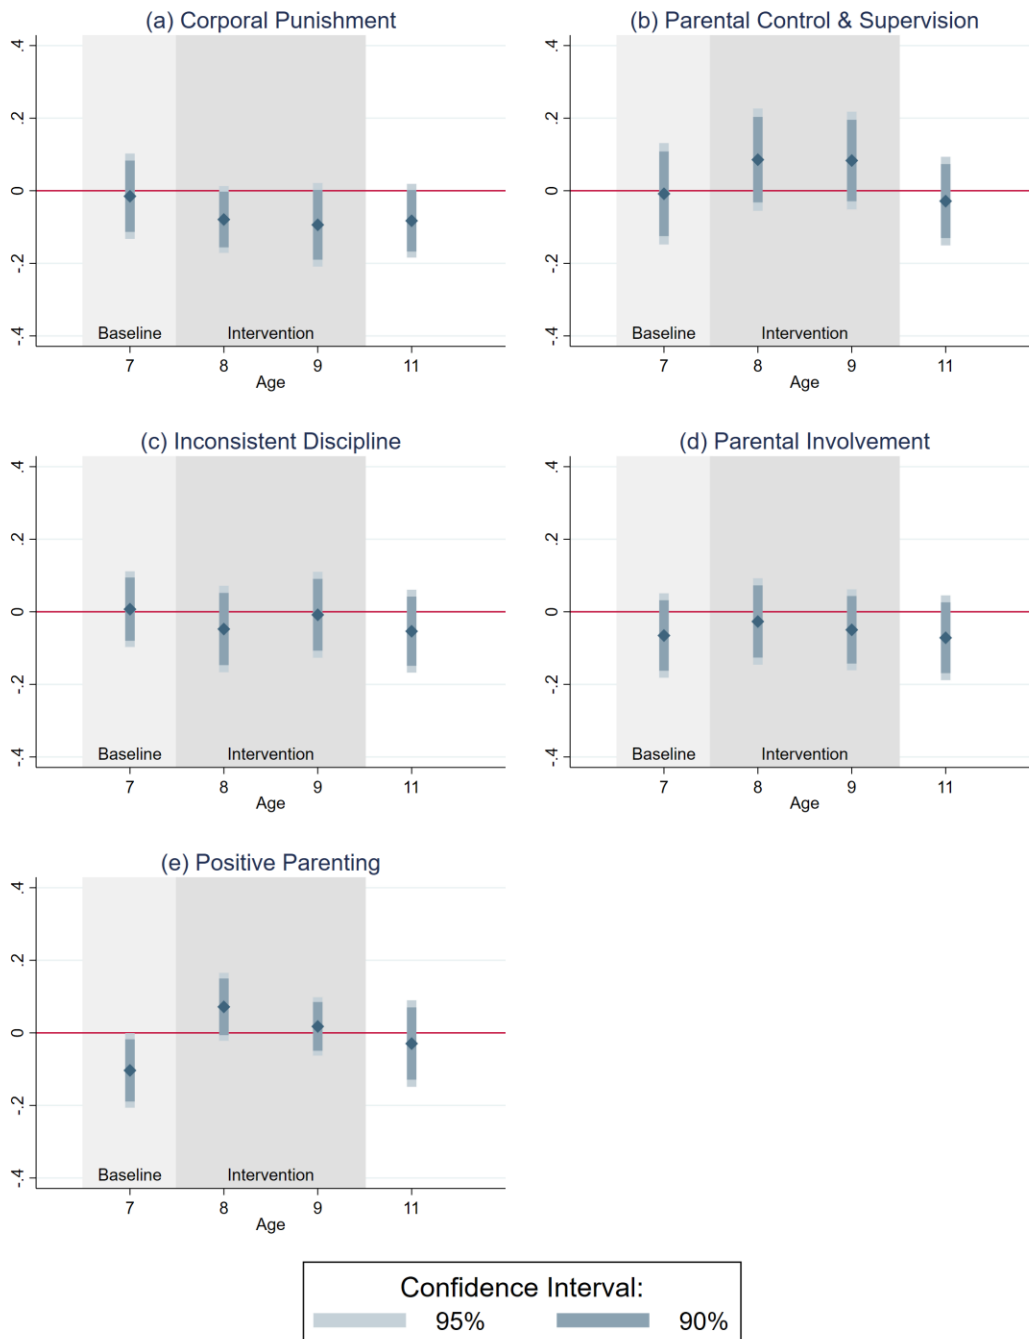 (a) Corporal Punishment
.4
.2
0
-.2
-.4
Baseline
Intervention
7
8
9
11
Age
(b) Parental Control & Supervision
.4
.2
0
-.2
-.4
Baseline
Intervention
7
8
9
11
Age
(c) Inconsistent Discipline
.4
.2
0
-.2
-.4
Baseline
Intervention
7
8
9
11
Age
(d) Parental Involvement
.4
.2
0
-.2
-.4
Baseline
Intervention
7
8
9
11
Age
(e) Positive Parenting
.4
.2
0
-.2
-.4
Baseline
Intervention
7
8
9
11
Age
Confidence Interval:
95%
90%